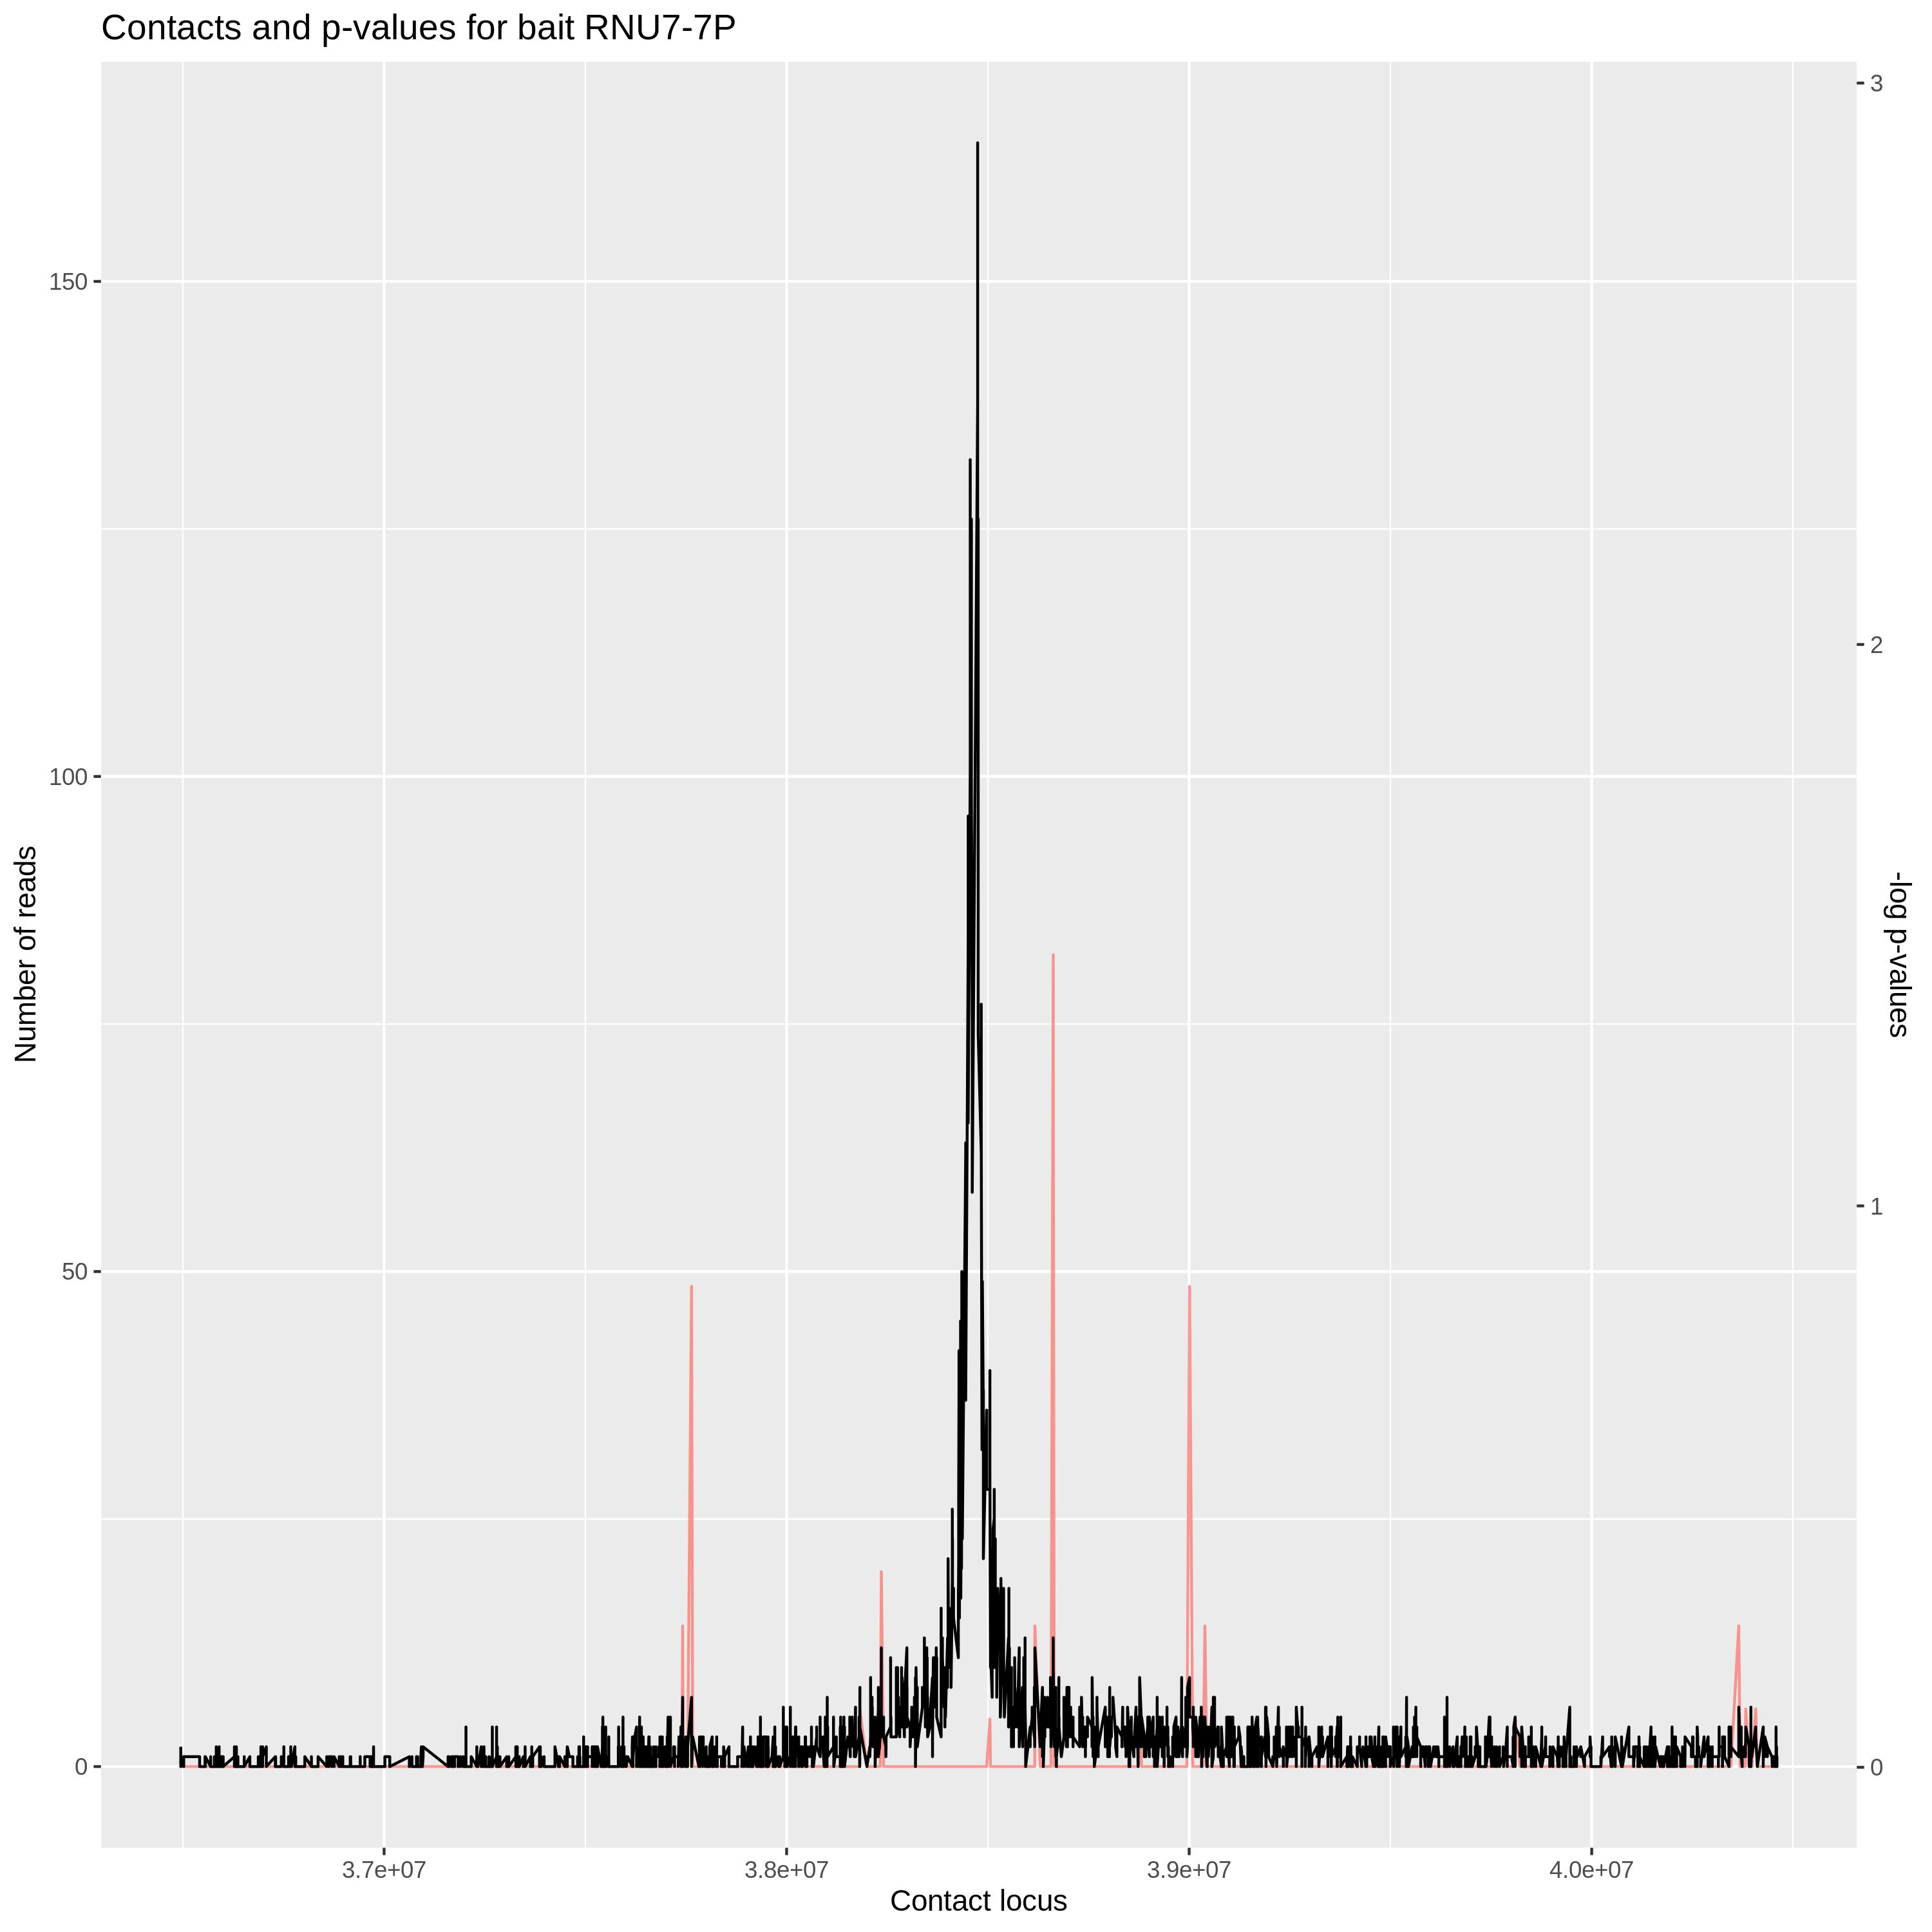 Contacts and p-values for bait RNU7-7P
150
100
50
0
Number of reads
3
2
1
0
-log p-values
3.7e+07
3.8e+07
3.9e+07
4.0e+07
Contact locus